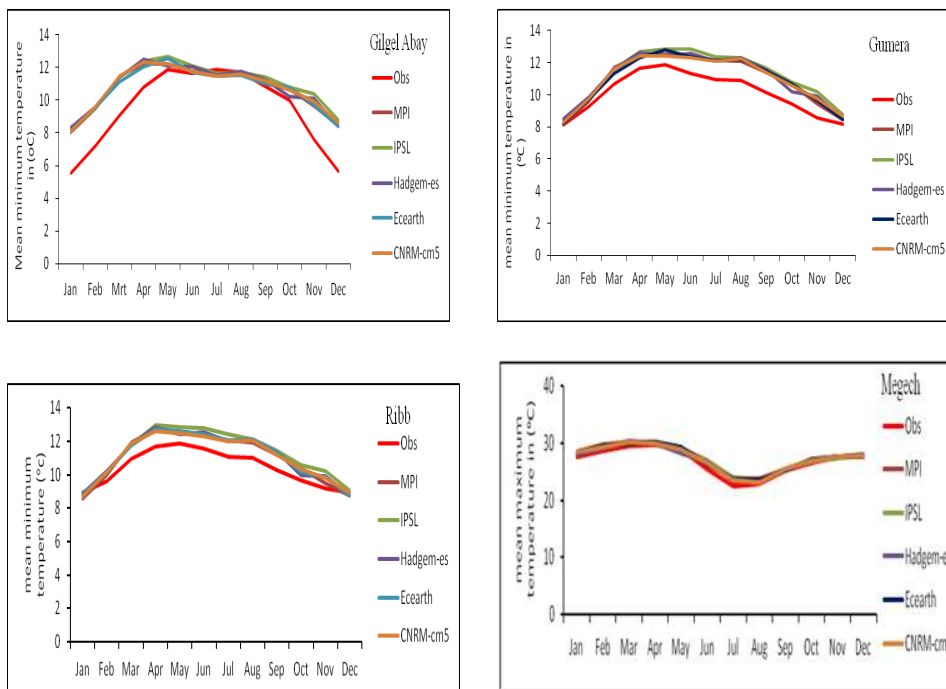 Gilgel Abay
Mean minimum temperature
in (oC)
14
12
10
8
6
4
2
0
Jan Feb Mrt Apr May Jun Jul Aug Sep Oct Nov Dec
Obs
MPI
IPSL
Hadgem-es
Ecearth
CNRM-cm5
Gumera
mean minimum temperature in
(°C)
14
12
10
8
6
4
2
0
Jan Feb Mar Apr May Jun Jul Aug Sep Oct Nov Dec
Obs
MPI
IPSL
Hadgem-es
Ecearth
CNRM-cm5
Ribb
mean minimum
temperature (°c)
14
12
10
8
6
4
2
0
Jan Feb Mar Apr May Jun Jul Aug Sep Oct Nov Dec
Obs
MPI
IPSL
Hadgem-es
Ecearth
CNRM-cm5
Megech
mean maximum
temperature in (°C)
40
30
20
10
0
Jan Feb Mar Apr May Jun Jul Aug Sep Oct Nov Dec
Obs
MPI
IPSL
Hadgem-e
Ecearth
CNRM-cm